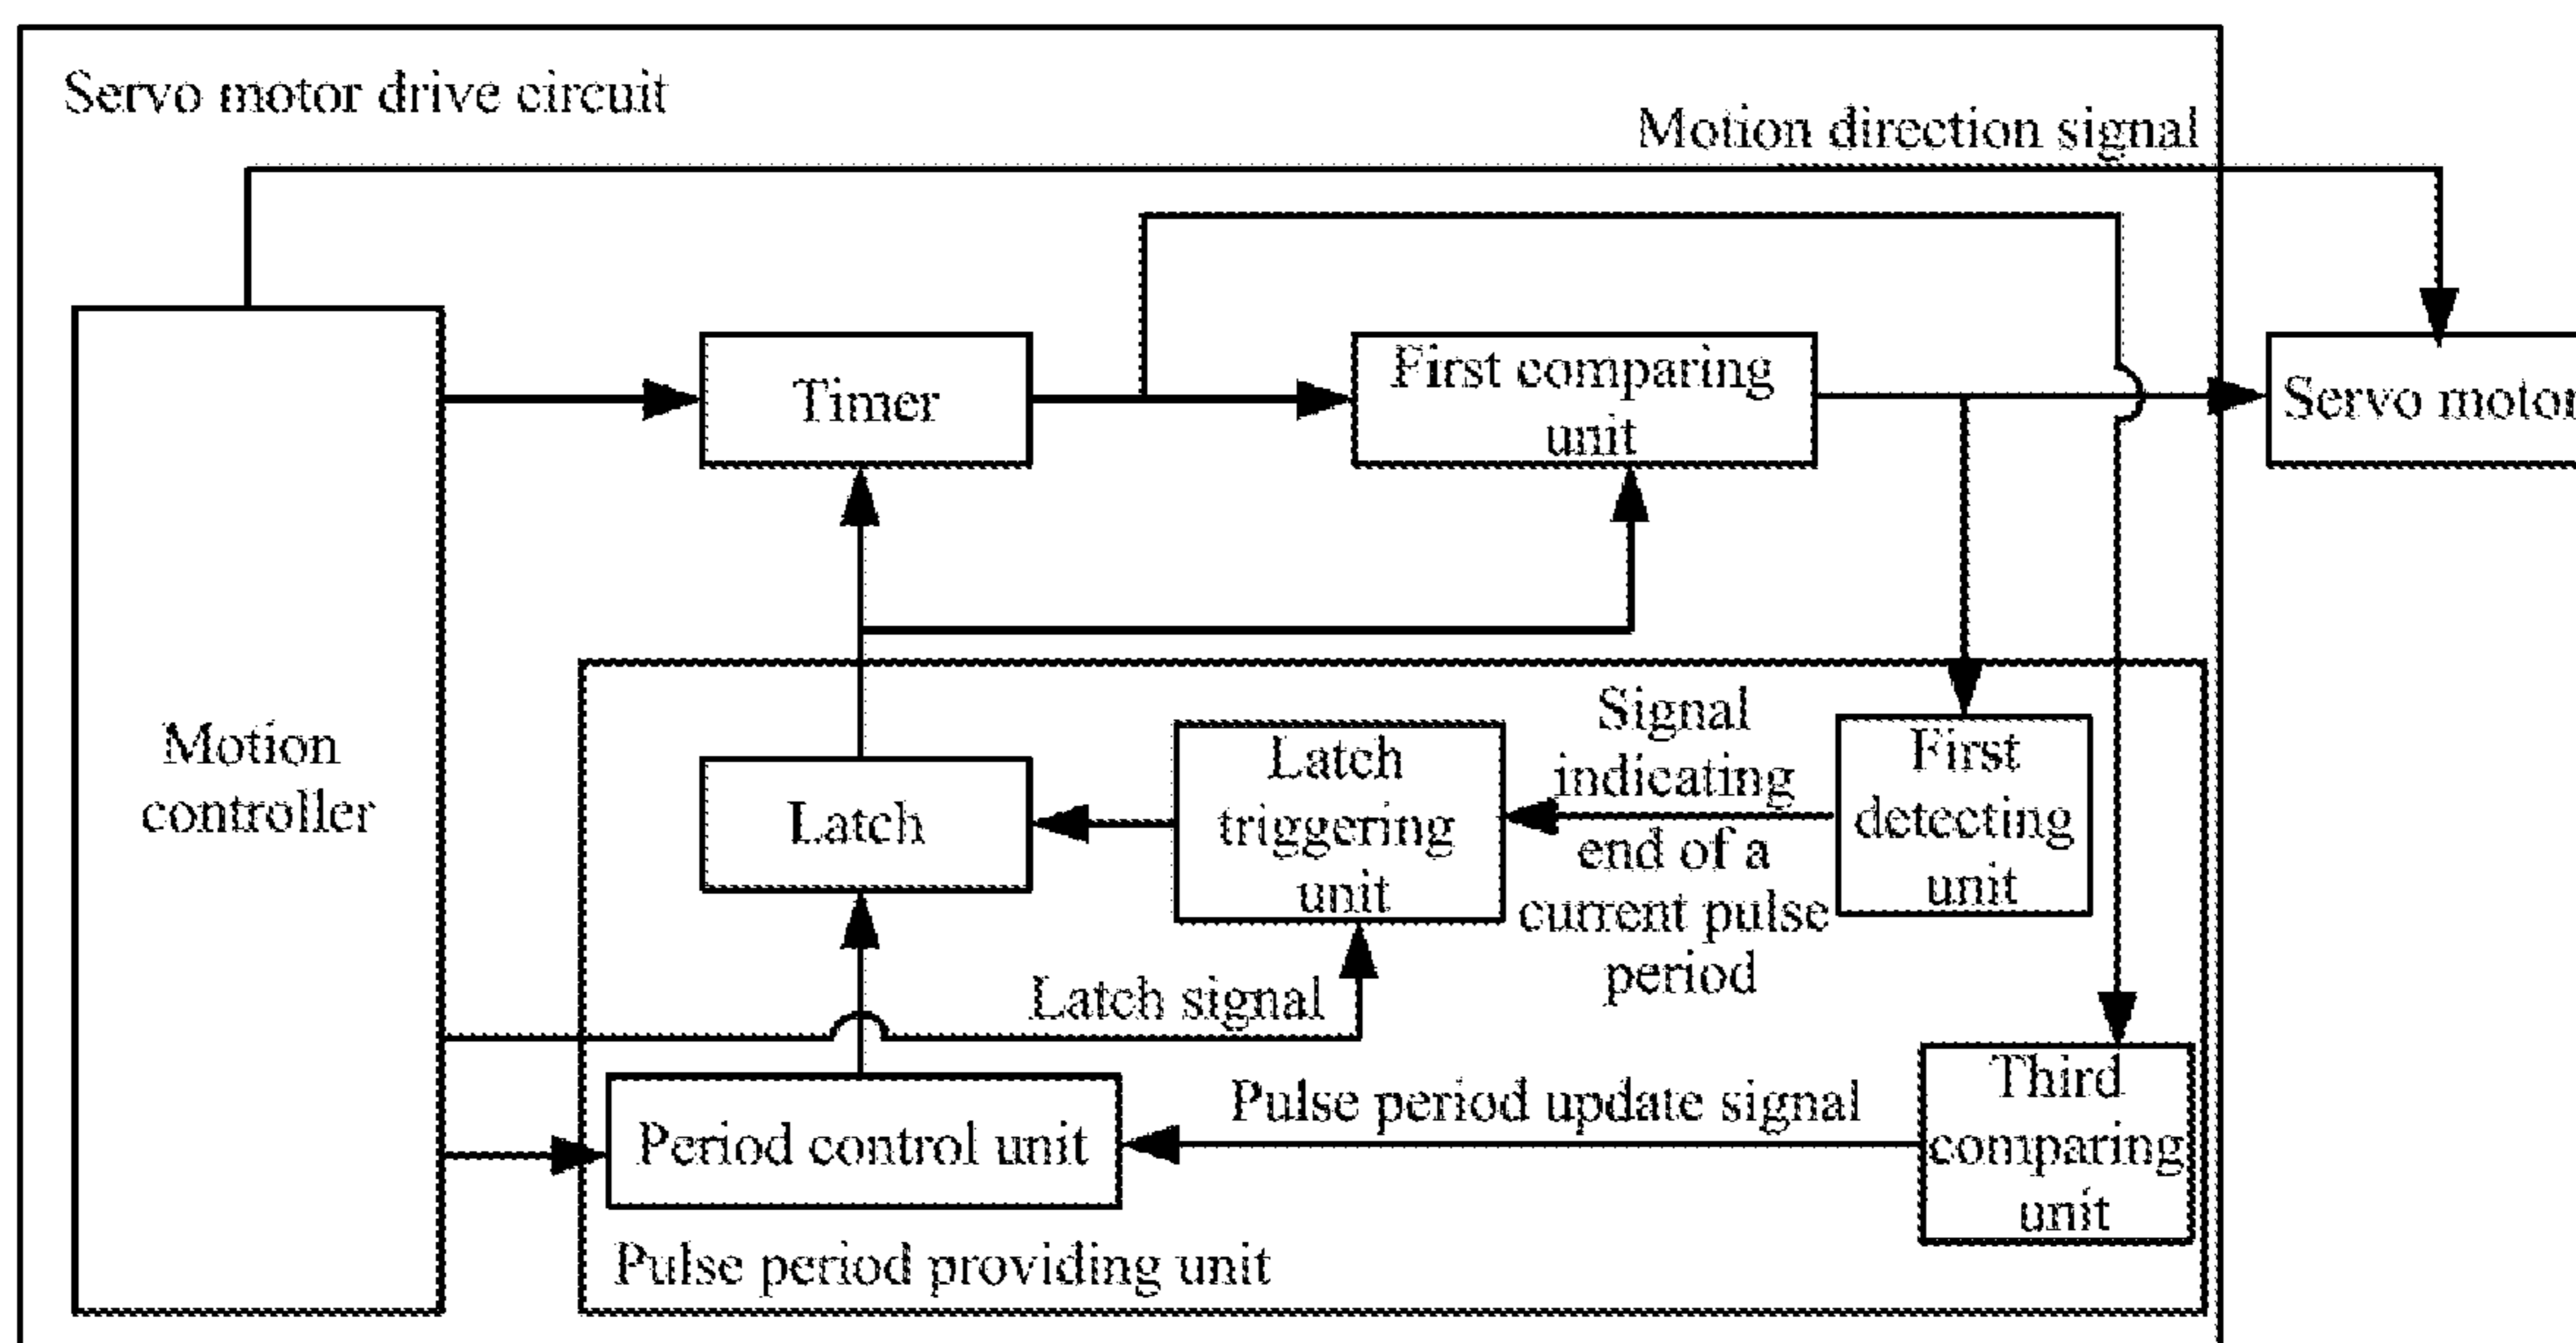 Servo motor drive circuit
Motion direction signal
Timer
First comparing
unit
Servo motor
Motion
controller
Latch
Latch
triggering
unit
Signal
indicating
end of a
current pulse
period
First
detecting
unit
Latch signal
Period control unit
Pulse period update signal
Third
comparing
unit
Pulse period providing unit